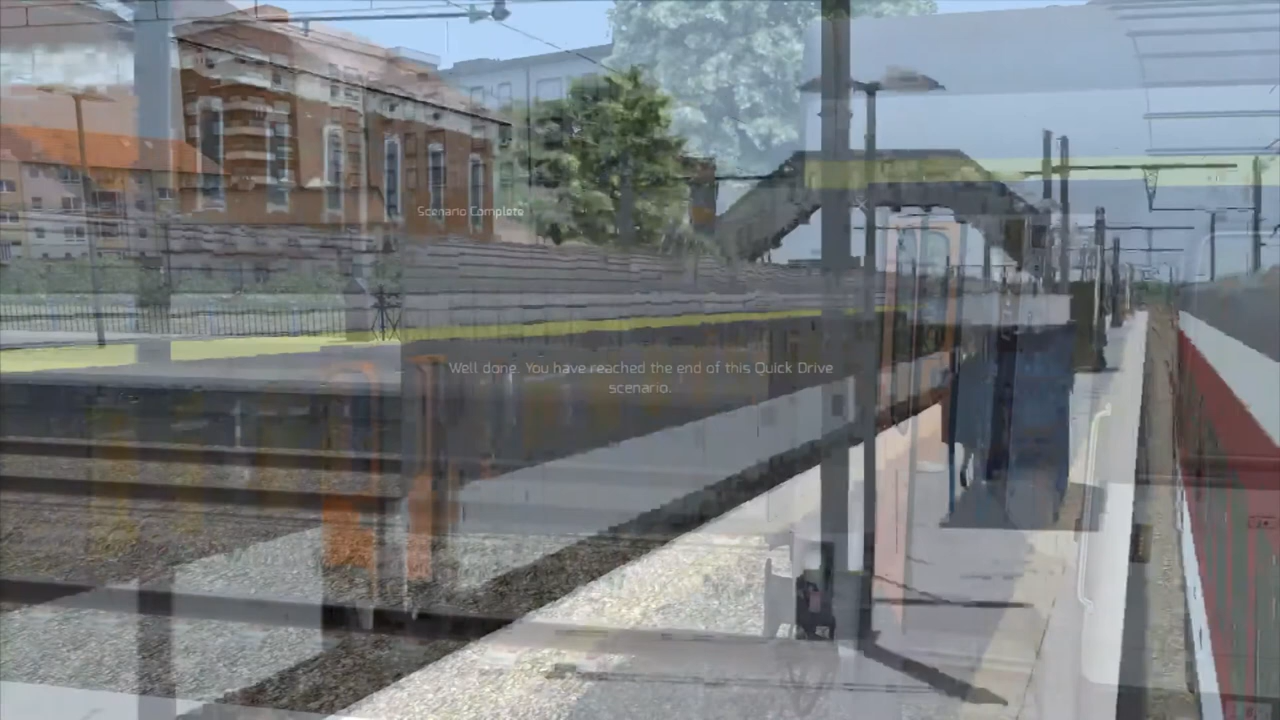 Scenario Complete
Well done. You have reached the end of this Quick Drive
scenario.